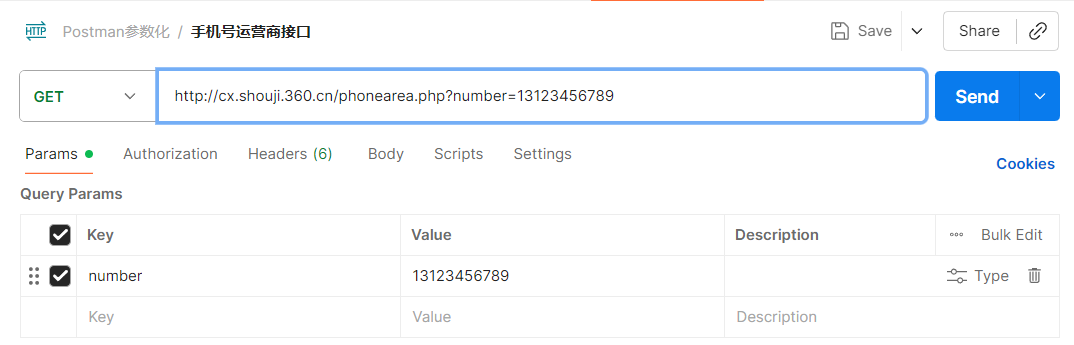 HTTP Postman参数化 / 手机号运营商接口 Save Share
GET http://cx.shouji.360.cn/phonearea.php?number=13123456789 Send
Params Authorization Headers (6) Body Scripts Settings Cookies
Query Params
Key Value Description Bulk Edit
number 13123456789 Type
Key Value Description